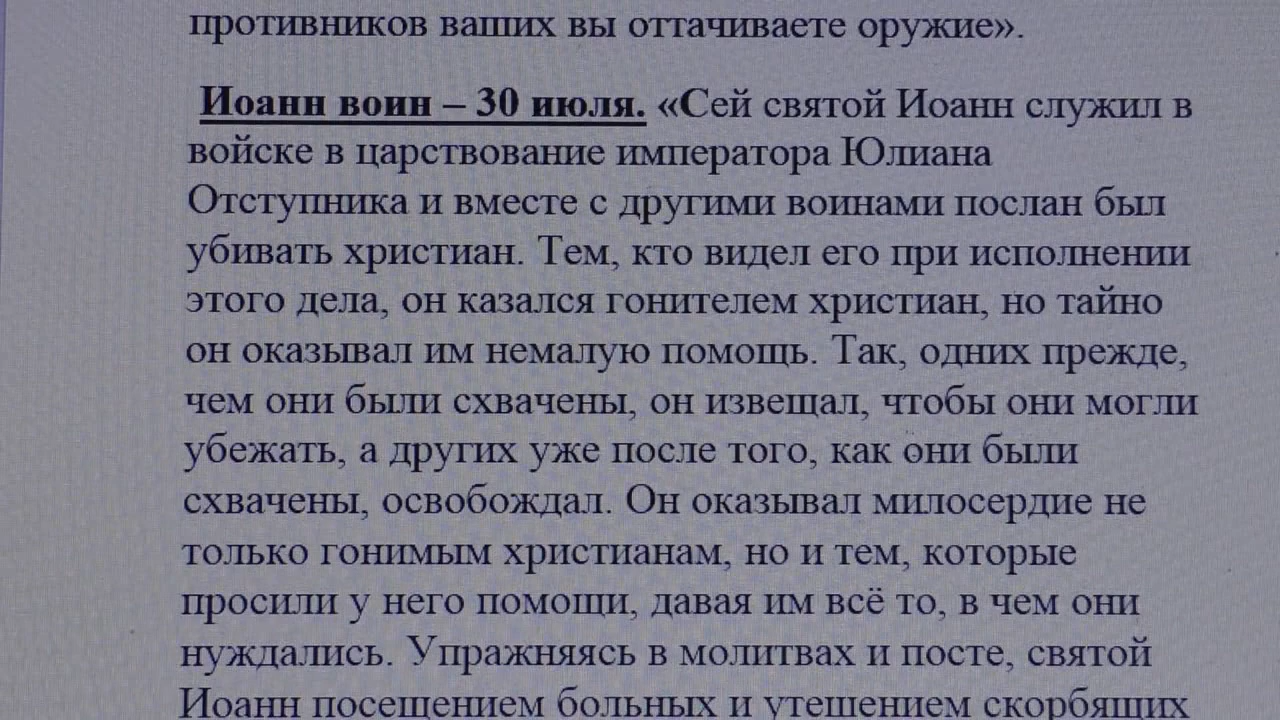 противников ваших вы оттачиваете оружие».
Иоанн воин – 30 июля. «Сей святой Иоанн служил в
войске в царствование императора Юлиана
Отступника и вместе с другими воинами послан был
убивать христиан. Тем, кто видел его при исполнении
этого дела, он казался гонителем христиан, но тайно
он оказывал им немалую помощь. Так, одних прежде,
чем они были схвачены, он извещал, чтобы они могли
убежать, а других уже после того, как они были
схвачены, освобождал. Он оказывал милосердие не
только гонимым христианам, но и тем, которые
просили у него помощи, давая им всё то, в чем они
нуждались. Упражняясь в молитвах и посте, святой
Иоанн посещением больных и утешением скорбящих